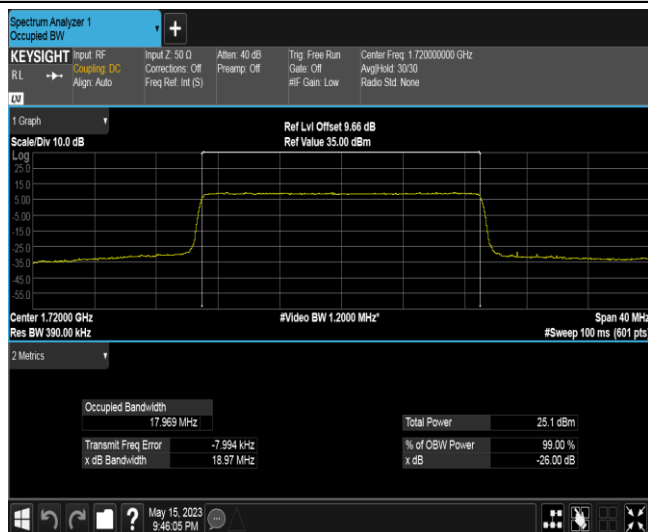 Spectrum Analyzer 1
Occupied BW
KEYSIGHT
RL
LXI
Input: RF
Coupling: DC
Align: Auto
Input Z: 50 Ω
Corrections: Off
Freq Ref: Int (S)
Atten: 40 dB
Preamp: Off
Trig: Free Run
Gate: Off
#IF Gain: Low
Center Freq: 1.720000000 GHz
Avg|Hold: 30/30
Radio Std: None
1 Graph
Scale/Div 10.0 dB
Ref Lvl Offset 9.66 dB
Ref Value 35.00 dBm
Log
25.0
15.0
5.00
-5.00
-15.0
-25.0
-35.0
-45.0
-55.0
Center 1.72000 GHz
Res BW 390.00 kHz
#Video BW 1.2000 MHz*
Span 40 MHz
#Sweep 100 ms (601 pts)
2 Metrics
Occupied Bandwidth
17.969 MHz
Transmit Freq Error -7.994 kHz
x dB Bandwidth 18.97 MHz
Total Power 25.1 dBm
% of OBW Power 99.00 %
x dB -26.00 dB
May 15, 2023
9:46:05 PM